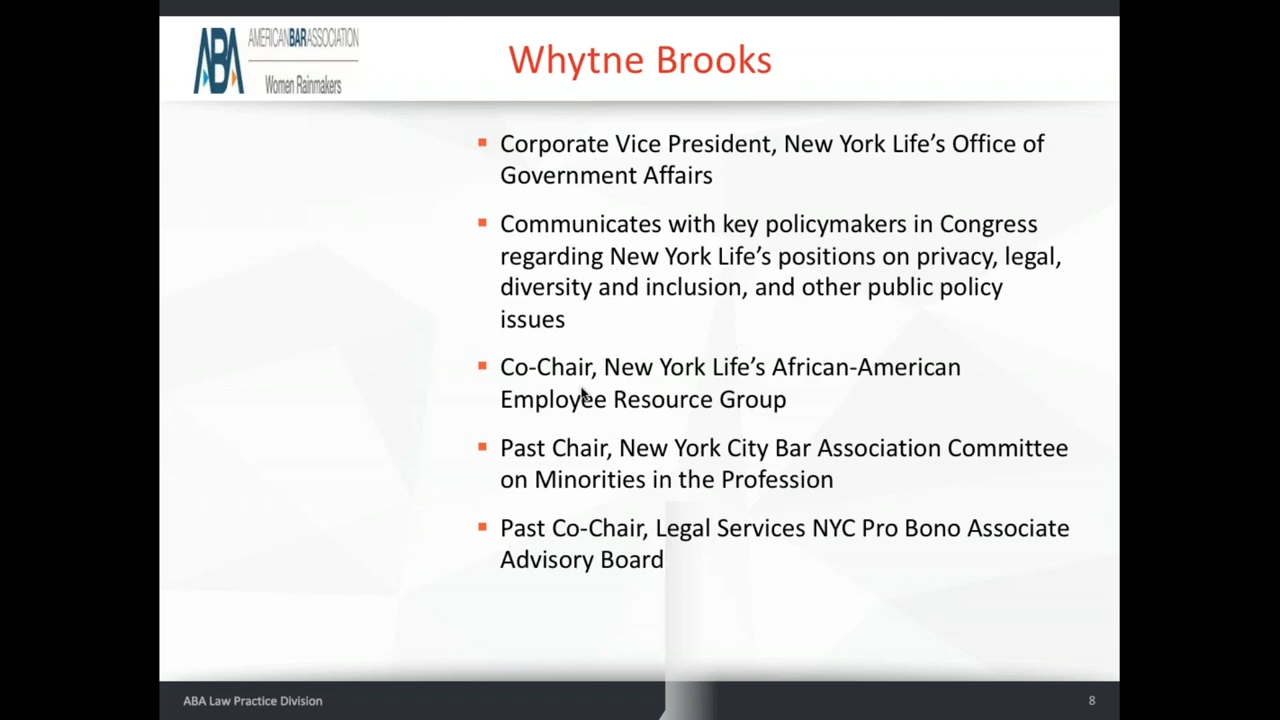 AMERICANBARASSOCIATION
ABA
Women Rainmakers
Whytne Brooks
Corporate Vice President, New York Life’s Office of
Government Affairs
Communicates with key policymakers in Congress
regarding New York Life’s positions on privacy, legal,
diversity and inclusion, and other public policy
issues
Co-Chair, New York Life’s African-American
Employee Resource Group
Past Chair, New York City Bar Association Committee
on Minorities in the Profession
Past Co-Chair, Legal Services NYC Pro Bono Associate
Advisory Board
ABA Law Practice Division
8